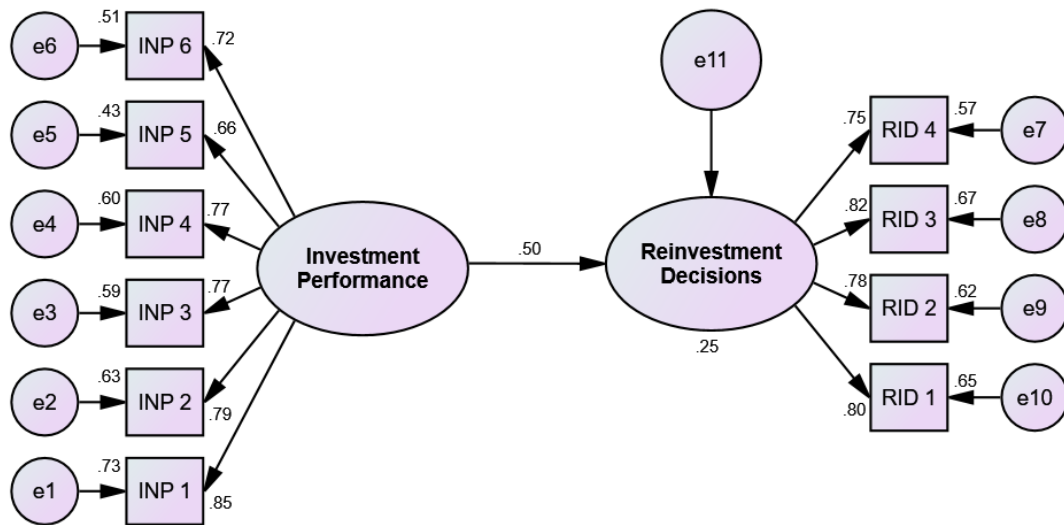 e6
.51
INP 6
.72
e5
.43
INP 5
.66
e4
.60
INP 4
.77
e3
.59
INP 3
.77
e2
.63
INP 2
.79
e1
.73
INP 1
.85
Investment
Performance
.50
e11
Reinvestment
Decisions
.25
.75
RID 4
.57
e7
.82
RID 3
.67
e8
.78
RID 2
.62
e9
.80
RID 1
.65
e10